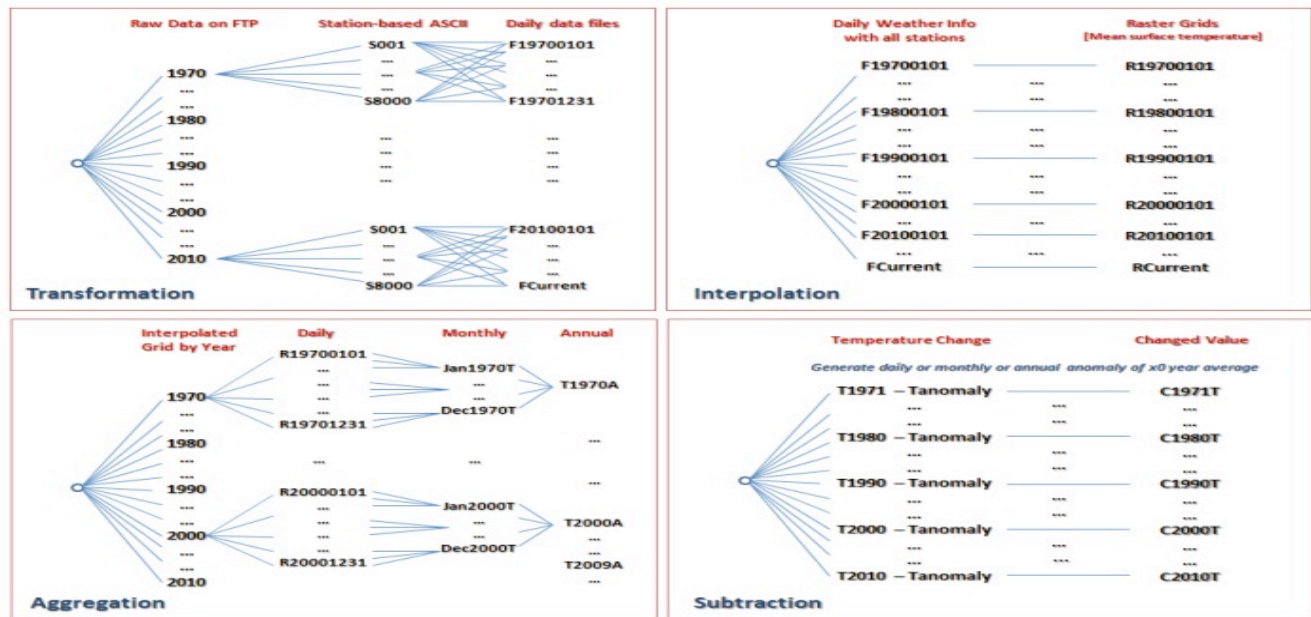 Raw Data on FTP Station-based ASCII Daily data files
S001 F19700101
1970 ... ...
... ... ...
... ... ...
S8000 F19701231
1980
... ... ...
... ... ...
1990 ... ...
... ... ...
...
2000
... S001 F20100101
... ... ...
2010 ... ...
... ...
S8000 FCurrent
Transformation
Daily Weather Info Raster Grids
with all stations [Mean surface temperature]
F19700101 R19700101
... ... ...
... ... ...
F19800101 R19800101
... ... ...
... ... ...
F19900101 R19900101
... ... ...
... ... ...
F20000101 R20000101
... ... ...
F20100101 R20100101
... ... ...
FCurrent RCurrent
Interpolation
Interpolated Daily Monthly Annual
Grid by Year
R19700101
... Jan1970T
... ... T1970A
1970 ... ...
... ... Dec1970T
... R19701231
1980 ...
... ... ...
... ...
1990 R20000101
... ... Jan2000T
... ... ... T2000A
2000 ... ... ...
... ... Dec2000T ...
... R20001231 T2009A
2010 ...
Aggregation
Temperature Change Changed Value
Generate daily or monthly or annual anomaly of x0 year average
T1971 – Tanomaly C1971T
... ... ...
... ... ...
T1980 – Tanomaly C1980T
... ... ...
... ... ...
T1990 – Tanomaly C1990T
... ... ...
... ... ...
T2000 – Tanomaly C2000T
... ... ...
... ... ...
T2010 – Tanomaly C2010T
Subtraction